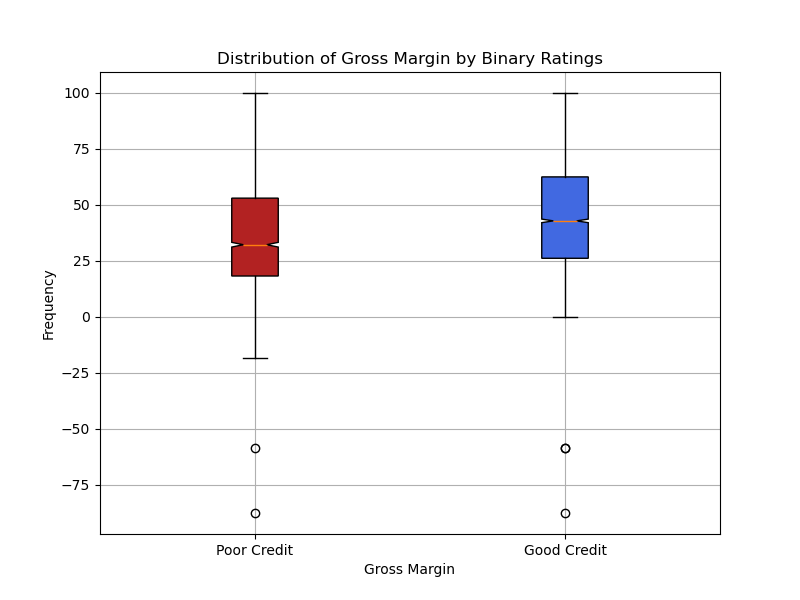 Distribution of Gross Margin by Binary Ratings
100
75
50
25
0
−25
−50
−75
Frequency
Poor Credit Good Credit
Gross Margin